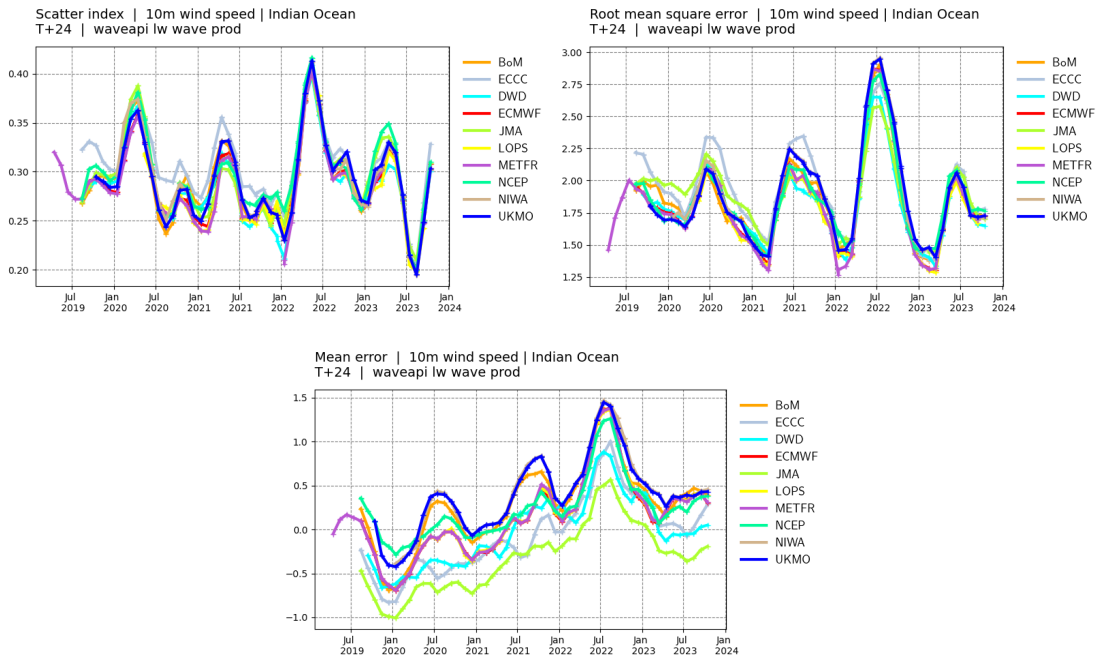 Scatter index | 10m wind speed | Indian Ocean
T+24 | waveapi lw wave prod
0.40
0.35
0.30
0.25
0.20
Jul 2019
Jan 2020
Jul 2020
Jan 2021
Jul 2021
Jan 2022
Jul 2022
Jan 2023
Jul 2023
Jan 2024
BoM
ECCC
DWD
ECMWF
JMA
LOPS
METFR
NCEP
NIWA
UKMO
Root mean square error | 10m wind speed | Indian Ocean
T+24 | waveapi lw wave prod
3.00
2.75
2.50
2.25
2.00
1.75
1.50
1.25
Jul 2019
Jan 2020
Jul 2020
Jan 2021
Jul 2021
Jan 2022
Jul 2022
Jan 2023
Jul 2023
Jan 2024
BoM
ECCC
DWD
ECMWF
JMA
LOPS
METFR
NCEP
NIWA
UKMO
Mean error | 10m wind speed | Indian Ocean
T+24 | waveapi lw wave prod
1.5
1.0
0.5
0.0
−0.5
−1.0
Jul 2019
Jan 2020
Jul 2020
Jan 2021
Jul 2021
Jan 2022
Jul 2022
Jan 2023
Jul 2023
Jan 2024
BoM
ECCC
DWD
ECMWF
JMA
LOPS
METFR
NCEP
NIWA
UKMO